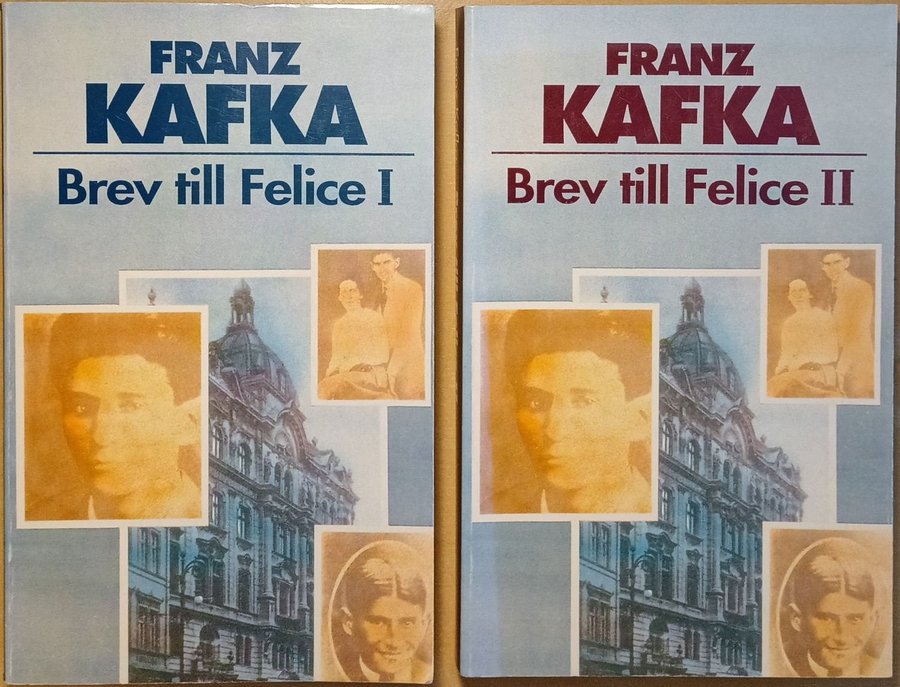 FRANZ
KAFKA
Brev till Felice I
FRANZ
KAFKA
Brev till Felice II